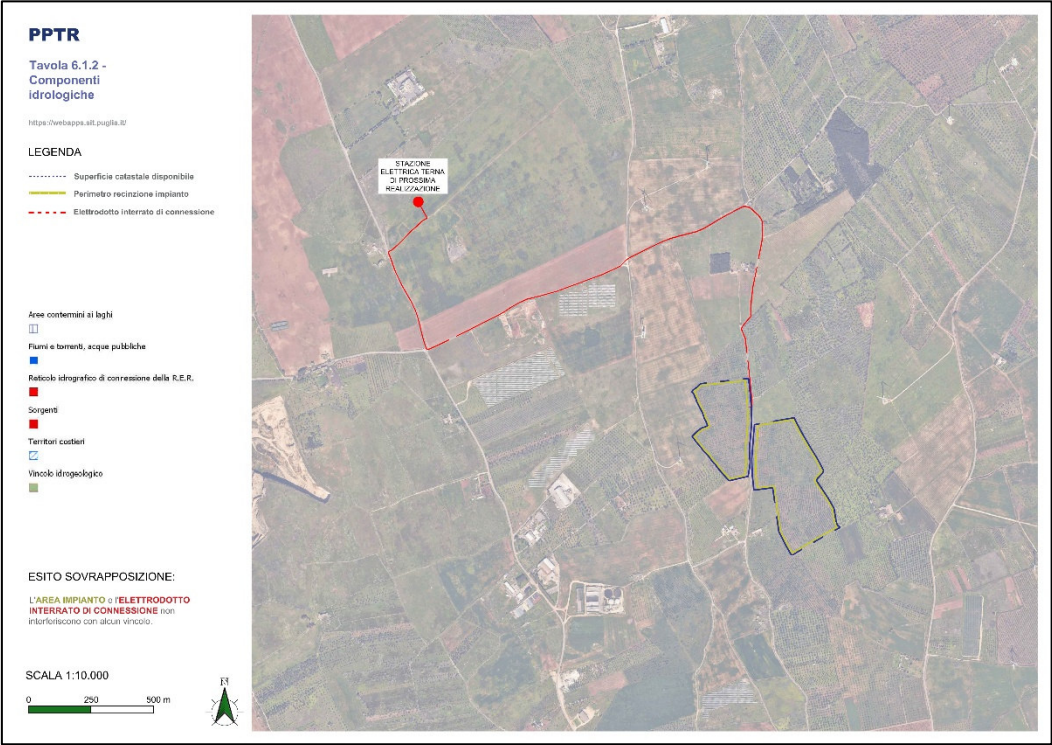 PPTR
Tavola 6.1.2 -
Componenti
idrologiche
https://webapps.sit.puglia.it/
LEGENDA
Superficie catastale disponibile
Perimetro recinzione impianto
Elettrodotto interrato di connessione
Aree contermini ai laghi
Fiumi e torrenti, acque pubbliche
Reticolo idrografico di connessione della R.E.R.
Sorgenti
Territori costieri
Vincolo idrogeologico
ESITO SOVRAPPOSIZIONE:
L'AREA IMPIANTO e l'ELETTRODOTTO
INTERRATO DI CONNESSIONE non
interferiscono con alcun vincolo.
SCALA 1:10.000
0 250 500 m
N
STAZIONE
ELETTRICA TERNA
DI PROSSIMA
REALIZZAZIONE